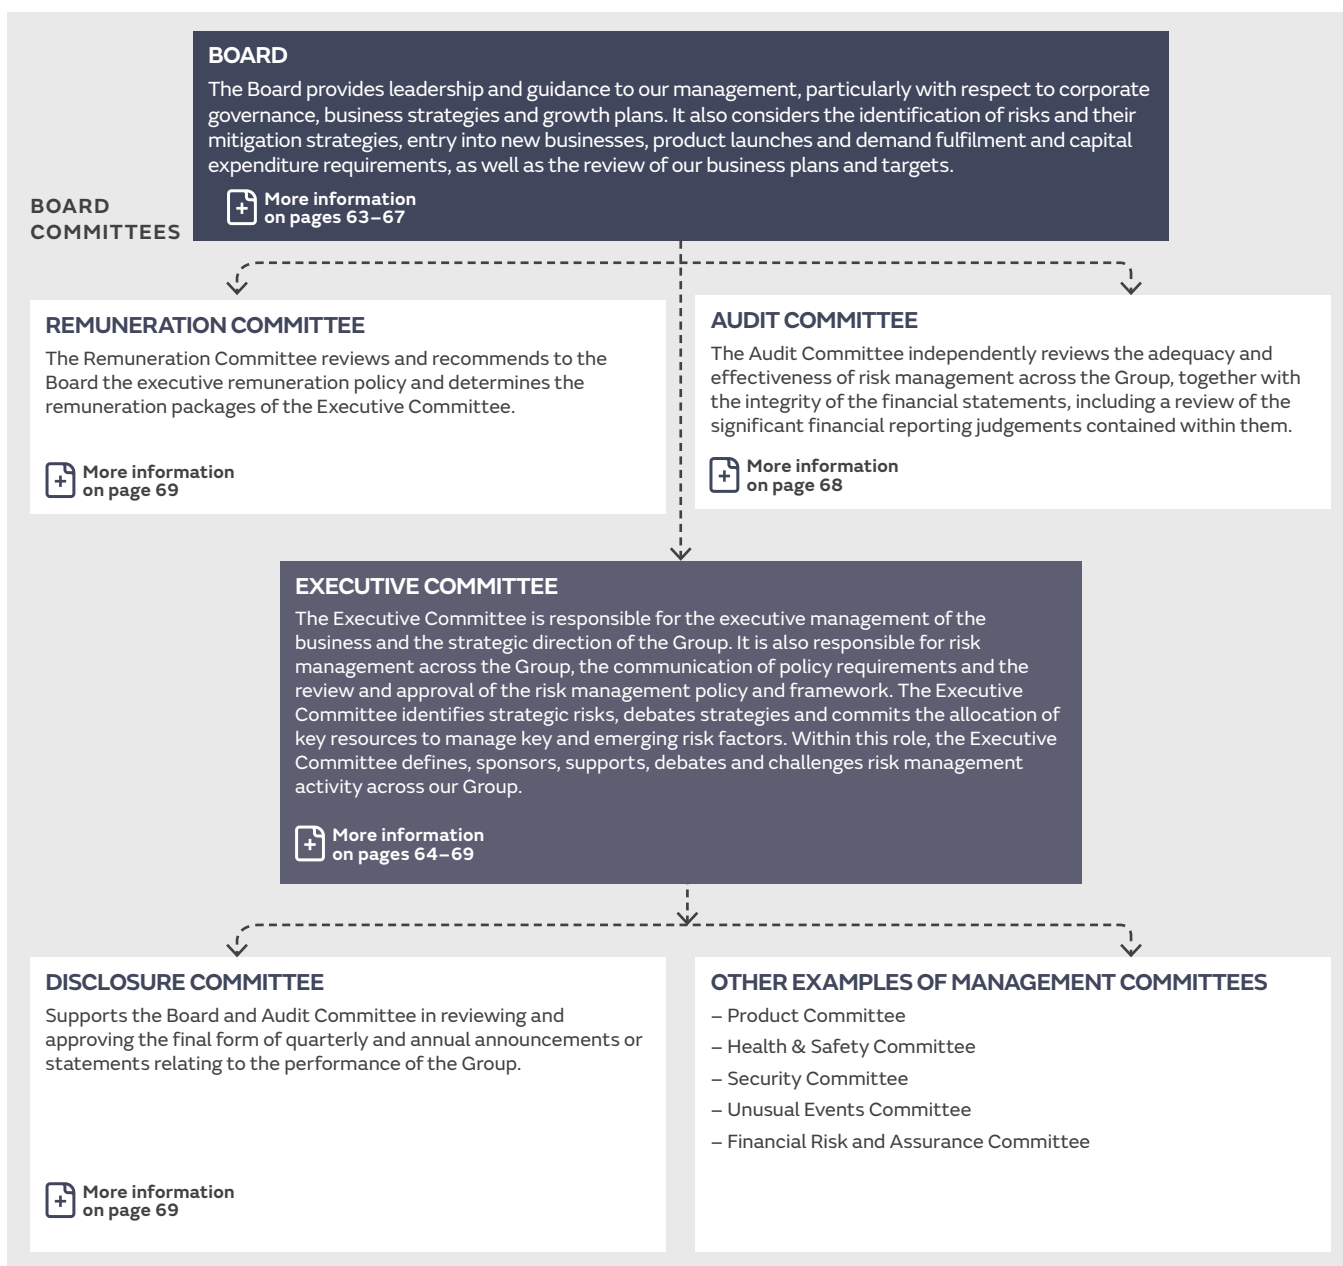 BOARD
The Board provides leadership and guidance to our management, particularly with respect to corporate
governance, business strategies and growth plans. It also considers the identification of risks and their
mitigation strategies, entry into new businesses, product launches and demand fulfilment and capital
expenditure requirements, as well as the review of our business plans and targets.
More information
on pages 63–67
BOARD
COMMITTEES
REMUNERATION COMMITTEE
The Remuneration Committee reviews and recommends to the
Board the executive remuneration policy and determines the
remuneration packages of the Executive Committee.
More information
on page 69
AUDIT COMMITTEE
The Audit Committee independently reviews the adequacy and
effectiveness of risk management across the Group, together with
the integrity of the financial statements, including a review of the
significant financial reporting judgements contained within them.
More information
on page 68
EXECUTIVE COMMITTEE
The Executive Committee is responsible for the executive management of the
business and the strategic direction of the Group. It is also responsible for risk
management across the Group, the communication of policy requirements and the
review and approval of the risk management policy and framework. The Executive
Committee identifies strategic risks, debates strategies and commits the allocation of
key resources to manage key and emerging risk factors. Within this role, the Executive
Committee defines, sponsors, supports, debates and challenges risk management
activity across our Group.
More information
on pages 64–69
DISCLOSURE COMMITTEE
Supports the Board and Audit Committee in reviewing and
approving the final form of quarterly and annual announcements or
statements relating to the performance of the Group.
More information
on page 69
OTHER EXAMPLES OF MANAGEMENT COMMITTEES
– Product Committee
– Health & Safety Committee
– Security Committee
– Unusual Events Committee
– Financial Risk and Assurance Committee